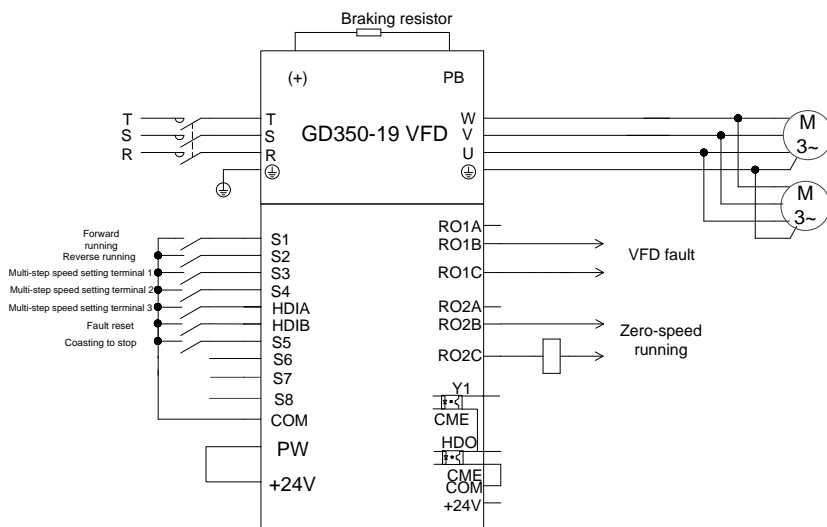 Braking resistor
(+)
PB
T
S
R
T
S
R
GD350-19 VFD
W
V
U
M
3~
M
3~
Forward
running
Reverse running
Multi-step speed setting terminal 1
Multi-step speed setting terminal 2
Multi-step speed setting terminal 3
Fault reset
Coasting to stop
S1
S2
S3
S4
HDIA
HDIB
S5
S6
S7
S8
COM
PW
+24V
RO1A
RO1B
RO1C
RO2A
RO2B
RO2C
Y1
CME
HDO
CME
COM
+24V
VFD fault
Zero-speed
running